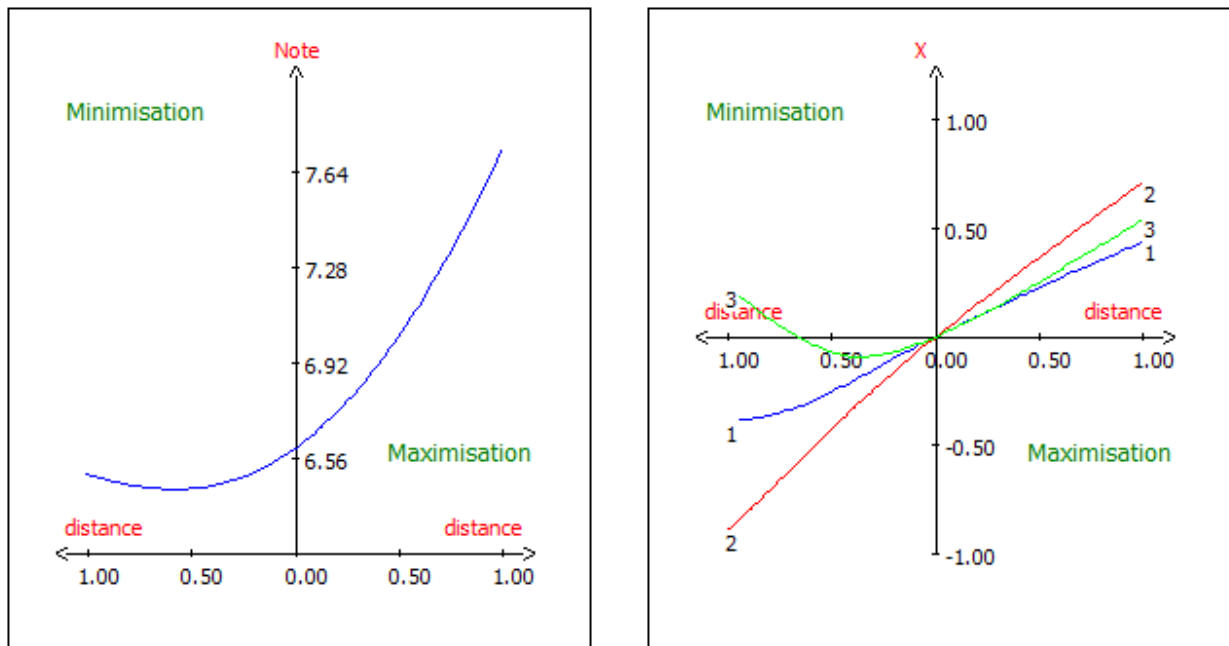 Note
Minimisation
7.64
7.28
6.92
6.56
Maximisation
distance distance
1.00 0.50 0.00 0.50 1.00
X
Minimisation
1.00
2
0.50
3
1
3
distance distance
1.00 0.50 0.00 0.50 1.00
1
-0.50
Maximisation
2
-1.00